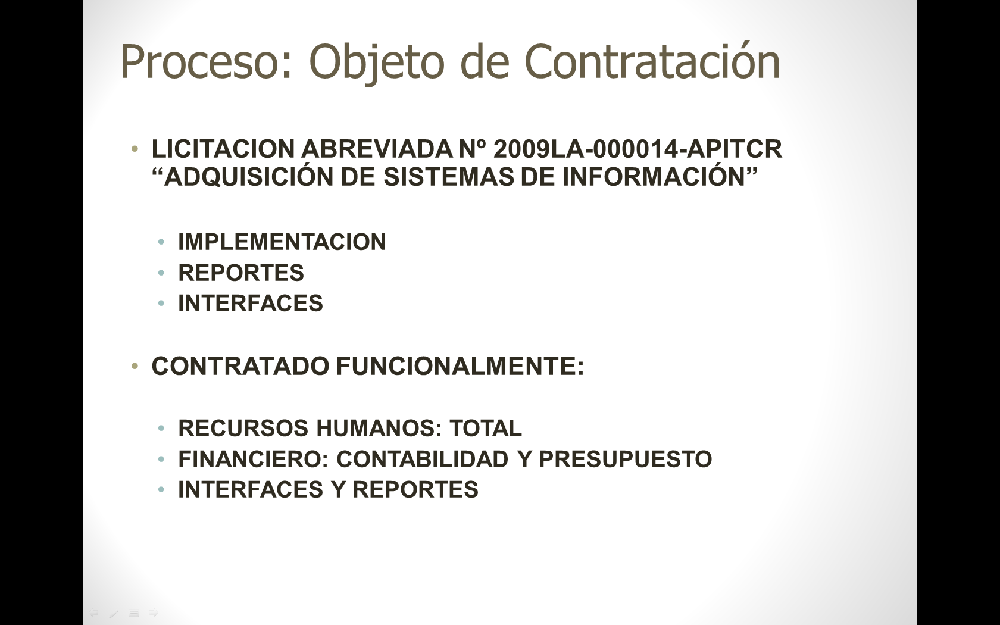 Proceso: Objeto de Contratación
• LICITACION ABREVIADA Nº 2009LA-000014-APITCR
“ADQUISICIÓN DE SISTEMAS DE INFORMACIÓN”
• IMPLEMENTACION
• REPORTES
• INTERFACES
• CONTRATADO FUNCIONALMENTE:
• RECURSOS HUMANOS: TOTAL
• FINANCIERO: CONTABILIDAD Y PRESUPUESTO
• INTERFACES Y REPORTES